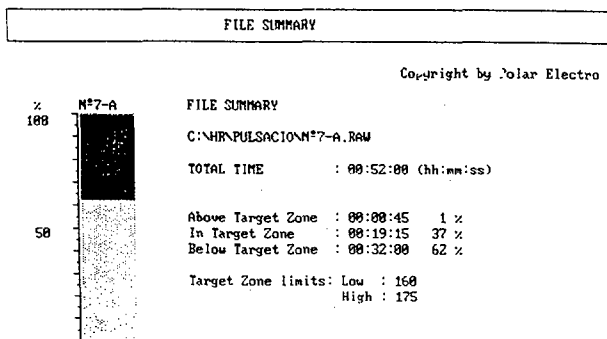 FILE SUMMARY
Copyright by Polar Electro
% Nº7-A
100
50
FILE SUMMARY
C:\HR\PULSACIO\Nº7-A.RAW
TOTAL TIME : 00:52:00 (hh:mm:ss)
Above Target Zone : 00:00:45 1 %
In Target Zone : 00:19:15 37 %
Below Target Zone : 00:32:00 62 %
Target Zone limits: Low : 160
High : 175